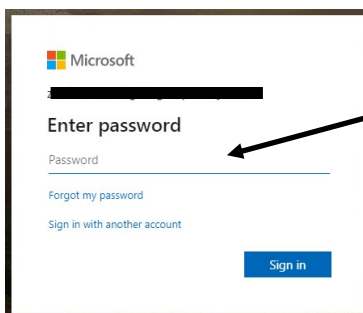 Microsoft
Enter password
Password
Forgot my password
Sign in with another account
Sign in